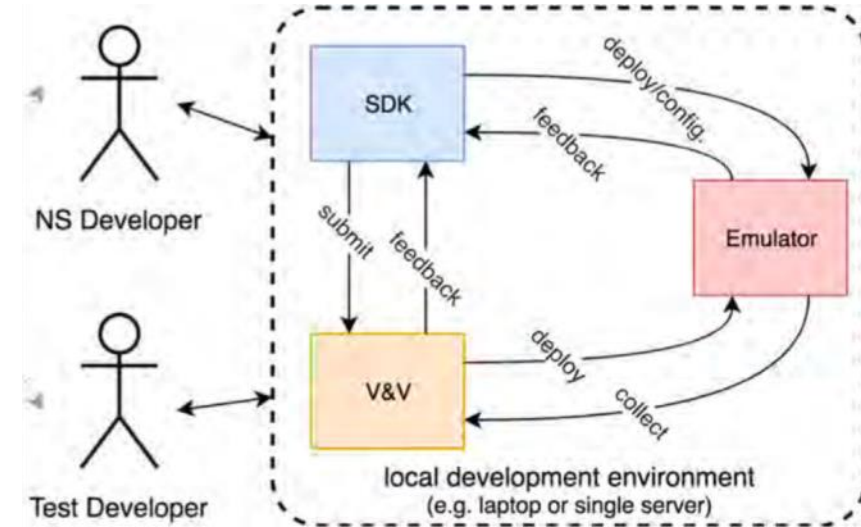 SDK
deploy/config.
feedback
NS Developer
submit
feedback
Emulator
deploy
V&V
collect
Test Developer
local development environment
(e.g. laptop or single server)